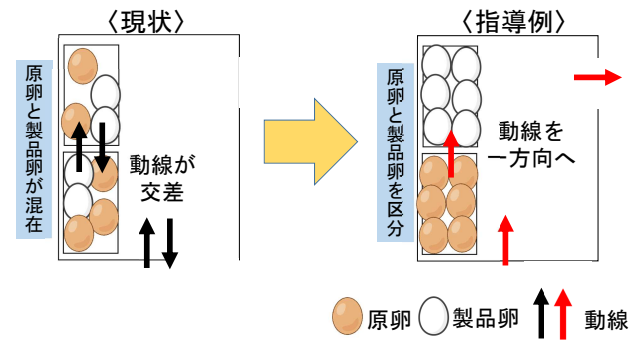 〈現状〉
原卵と製品卵が混在
動線が
交差
〈指導例〉
原卵と製品卵を区分
動線を
一方向へ
原卵
製品卵
動線